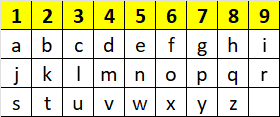 1 2 3 4 5 6 7 8 9
a b c d e f g h i
j k l m n o p q r
s t u v w x y z